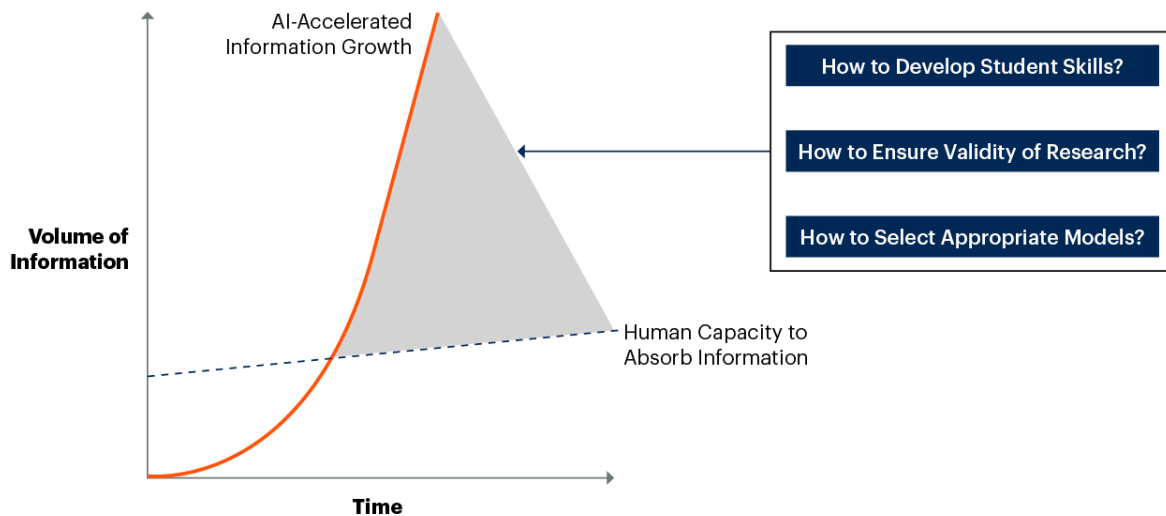 AI-Accelerated
Information Growth
How to Develop Student Skills?
How to Ensure Validity of Research?
How to Select Appropriate Models?
Volume of
Information
Human Capacity to
Absorb Information
Time